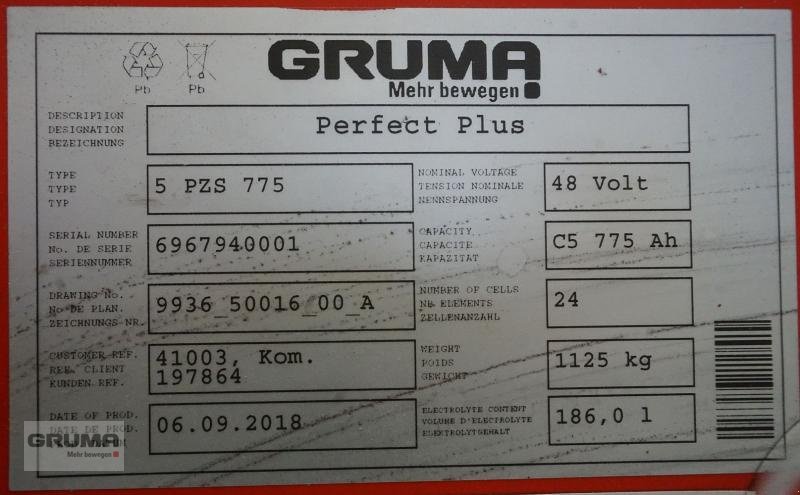 Pb
Pb
GRUMA
Mehr bewegen
DESCRIPTION
DESIGNATION
BEZEICHNUNG
Perfect Plus
TYPE
TYPE
TYP
5 PZS 775
NOMINAL VOLTAGE
TENSION NOMINALE
NENNSPANNUNG
48 Volt
SERIAL NUMBER
No. DE SERIE
SERIENNUMMER
6967940001
CAPACITY
CAPACITE
KAPAZITAT
C5 775 Ah
DRAWING No.
No DE PLAN.
ZEICHNUNGS-NR.
9936_50016_00_A
NUMBER OF CELLS
Nb ELEMENTS
ZELLENANZAHL
24
CUSTOMER REF.
REF. CLIENT
KUNDEN REF.
41003, Kom.
197864
WEIGHT
POIDS
GEWICHT
1125 kg
DATE OF PROD.
DATE DE PROD.
06.09.2018
ELECTROLYTE CONTENT
VOLUME D'ELECTROLYTE
ELEKTROLYTGEHALT
186,0 l
GRUMA
Mehr bewegen